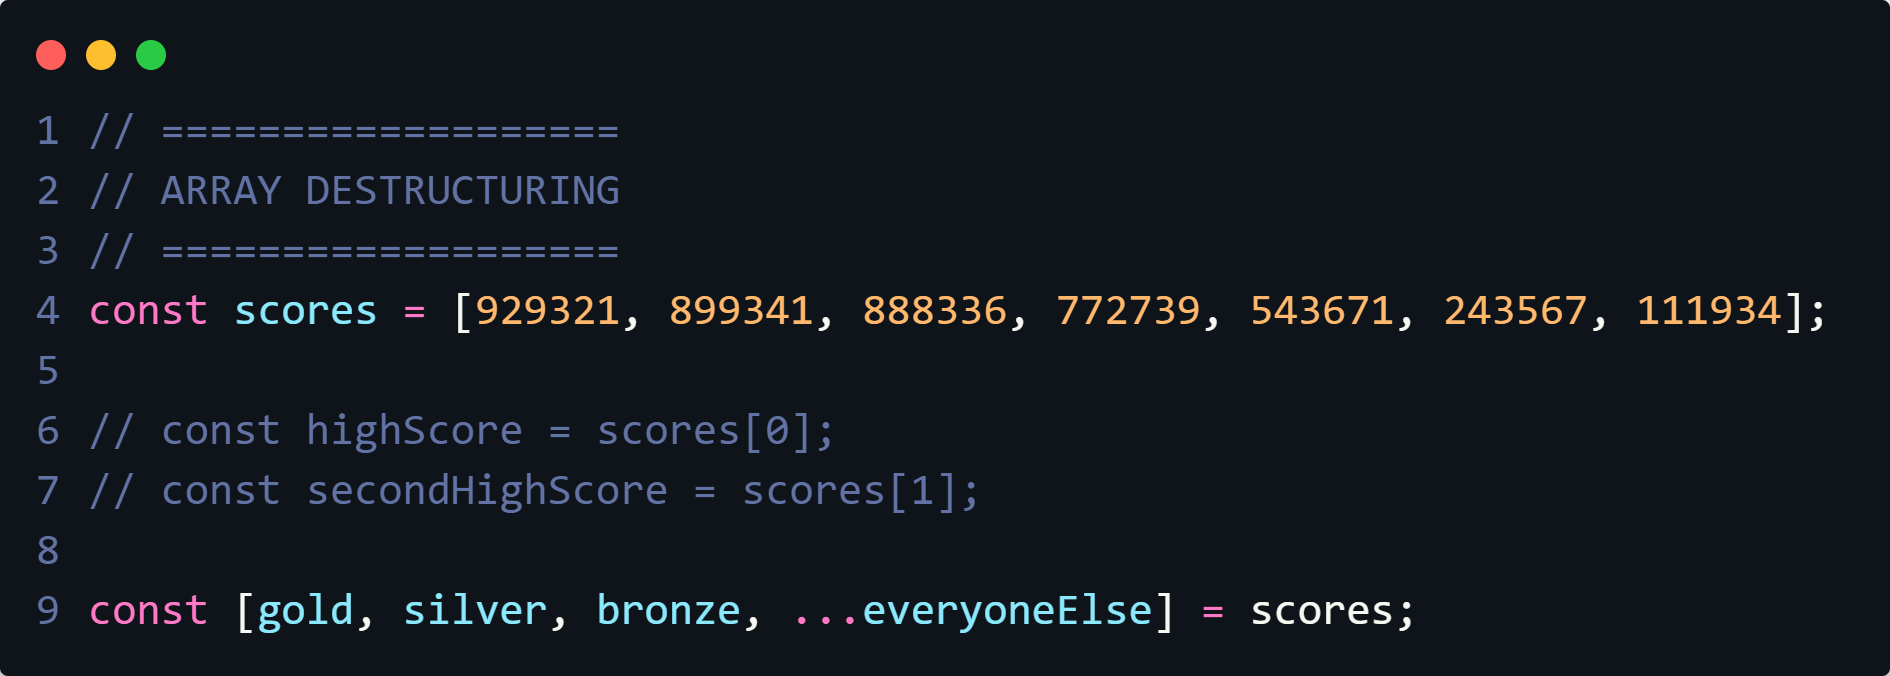 1 // ===================
2 // ARRAY DESTRUCTURING
3 // ===================
4 const scores = [929321, 899341, 888336, 772739, 543671, 243567, 111934];
5
6 // const highScore = scores[0];
7 // const secondHighScore = scores[1];
8
9 const [gold, silver, bronze, ...everyoneElse] = scores;